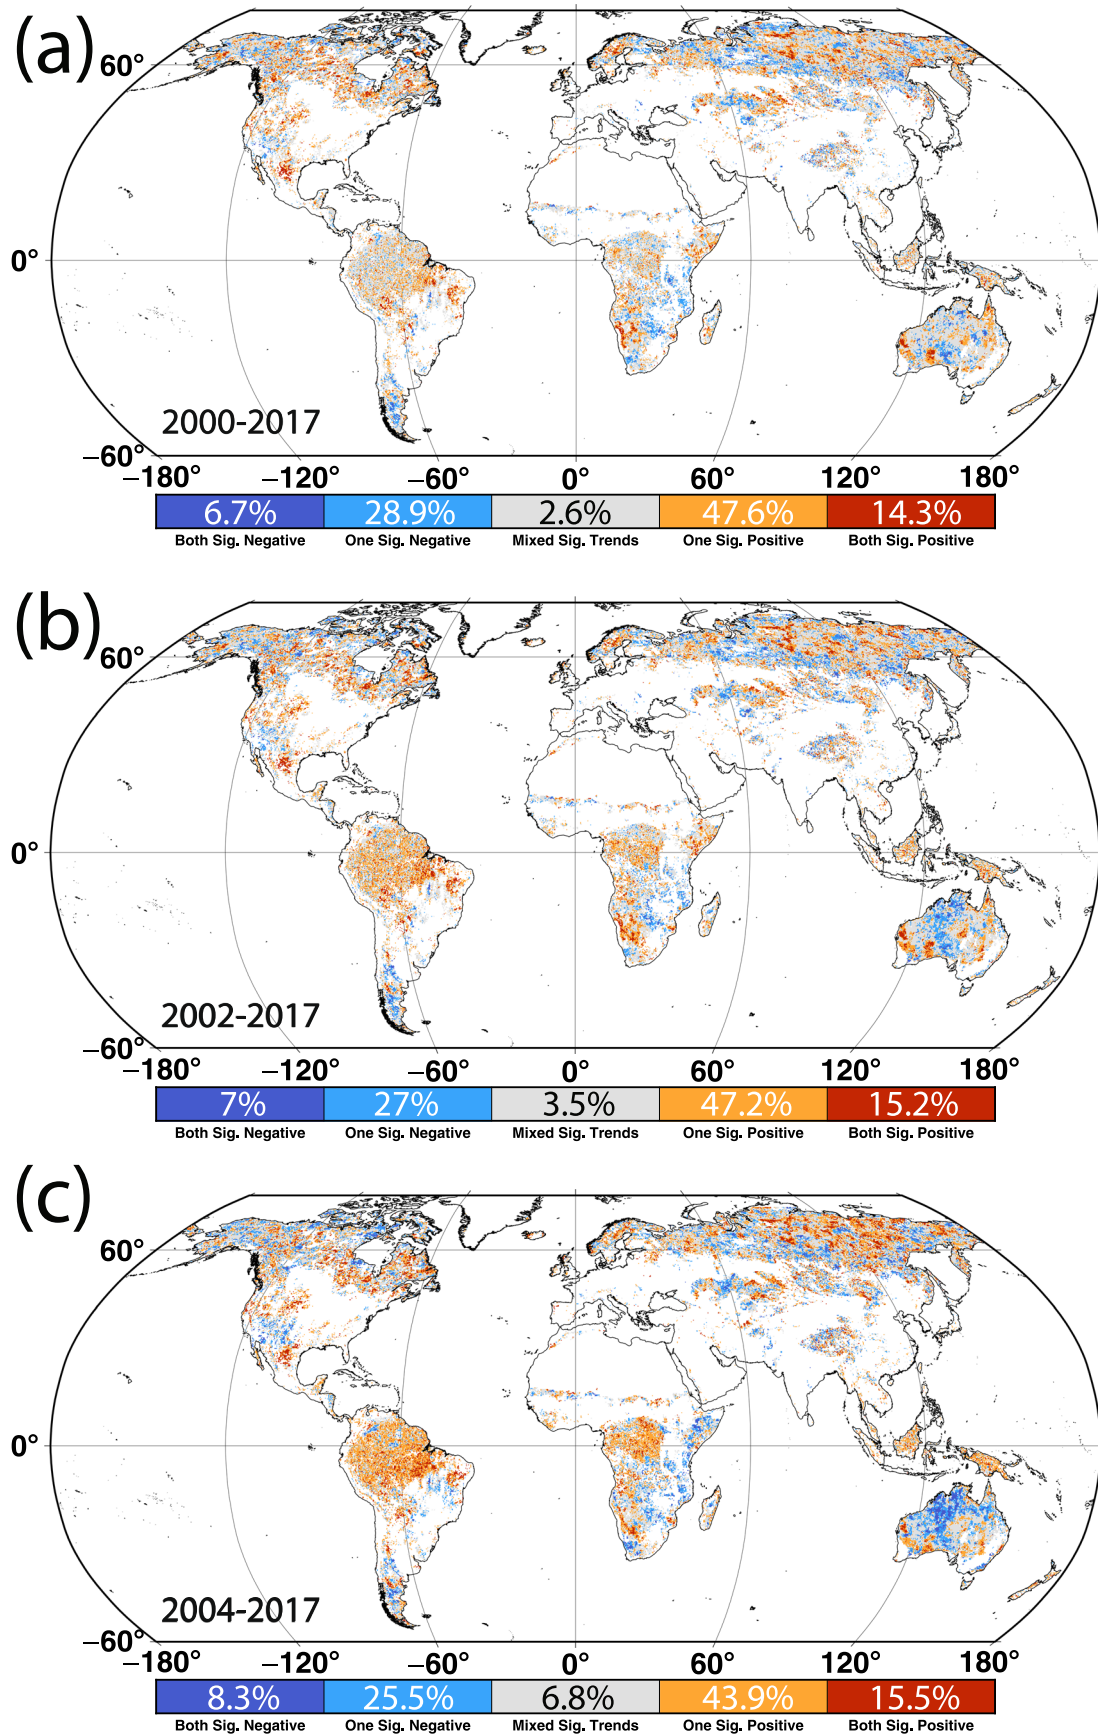 (a)
60°
0°
2000-2017
−60°
−180° −120° −60° 0° 60° 120° 180°
6.7% 28.9% 2.6% 47.6% 14.3%
Both Sig. Negative One Sig. Negative Mixed Sig. Trends One Sig. Positive Both Sig. Positive
(b)
60°
0°
2002-2017
−60°
−180° −120° −60° 0° 60° 120° 180°
7% 27% 3.5% 47.2% 15.2%
Both Sig. Negative One Sig. Negative Mixed Sig. Trends One Sig. Positive Both Sig. Positive
(c)
60°
0°
2004-2017
−60°
−180° −120° −60° 0° 60° 120° 180°
8.3% 25.5% 6.8% 43.9% 15.5%
Both Sig. Negative One Sig. Negative Mixed Sig. Trends One Sig. Positive Both Sig. Positive